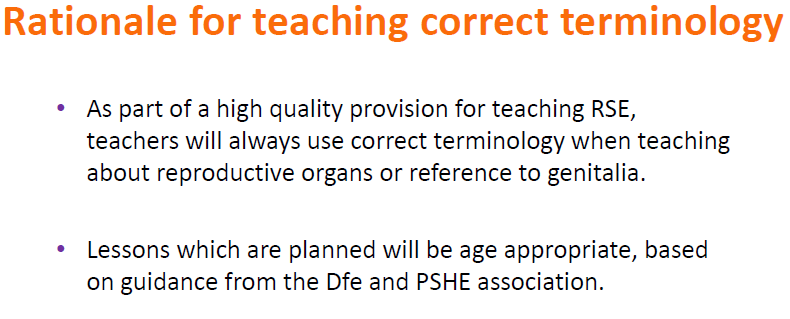 Rationale for teaching correct terminology
• As part of a high quality provision for teaching RSE,
teachers will always use correct terminology when teaching
about reproductive organs or reference to genitalia.
• Lessons which are planned will be age appropriate, based
on guidance from the Dfe and PSHE association.